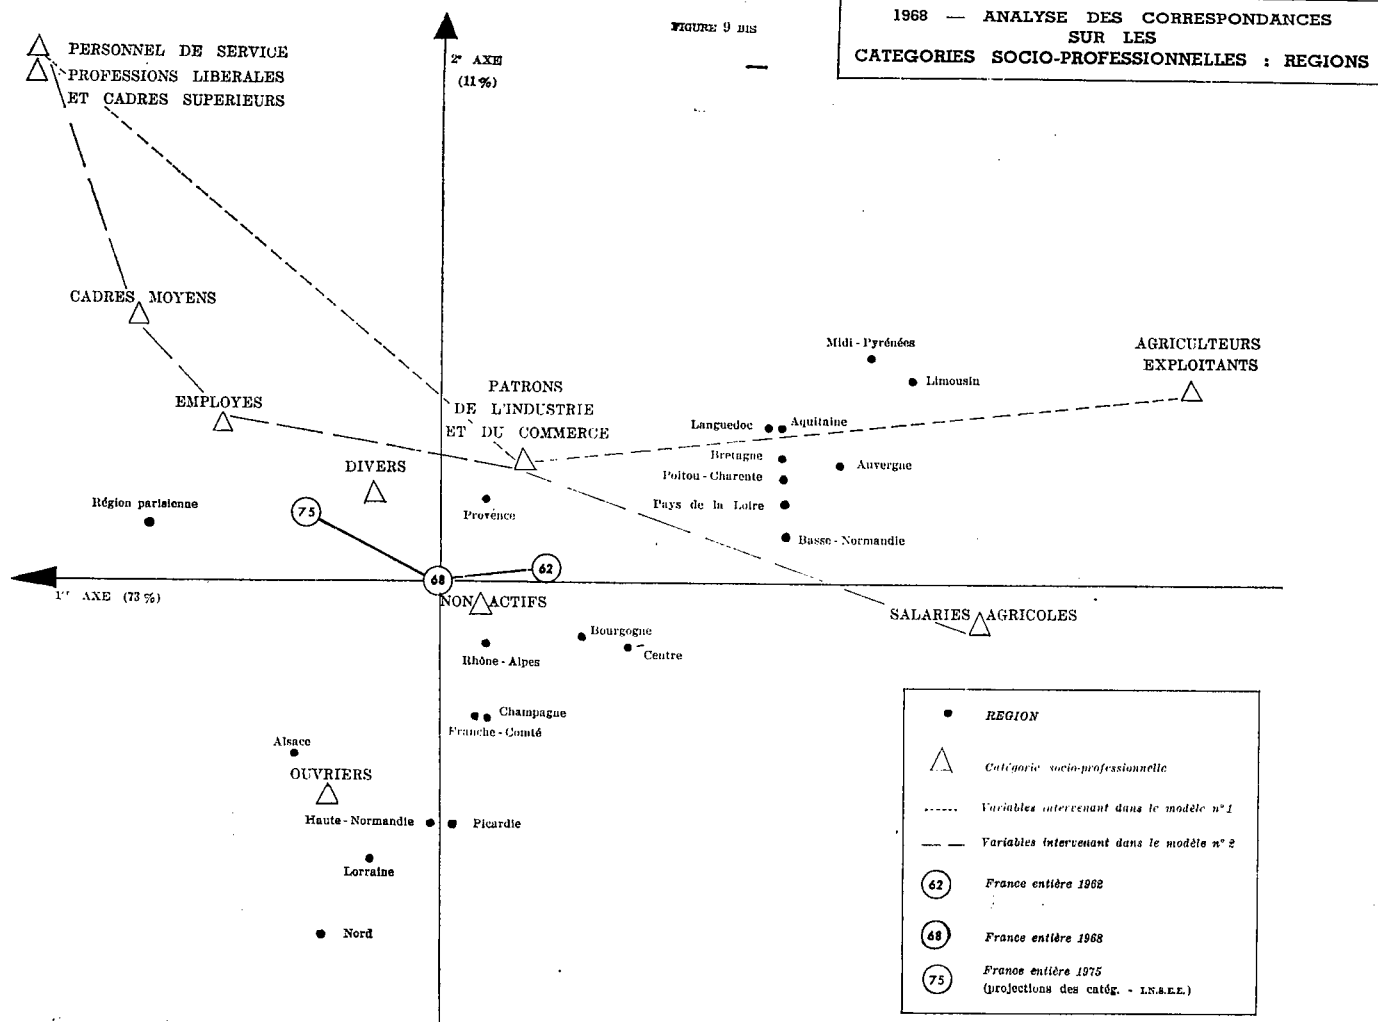 FIGURE 9 BIS
1968 — ANALYSE DES CORRESPONDANCES
SUR LES
CATEGORIES SOCIO-PROFESSIONNELLES : REGIONS
PERSONNEL DE SERVICE
PROFESSIONS LIBERALES
ET CADRES SUPERIEURS
2e AXE
(11%)
CADRES MOYENS
Midi - Pyrénées
Limousin
AGRICULTEURS
EXPLOITANTS
EMPLOYES
PATRONS
DE L'INDUSTRIE
ET DU COMMERCE
Languedoc
Aquitaine
Bretagne
Auvergne
Poitou - Charente
Pays de la Loire
Basse - Normandie
DIVERS
Région parisienne
75
Provence
68
62
1er AXE (73 %)
NON ACTIFS
SALARIES AGRICOLES
Bourgogne
Centre
Rhône - Alpes
Champagne
Franche - Comté
Alsace
OUVRIERS
Haute - Normandie
Picardie
Lorraine
Nord
REGION
Catégorie socio-professionnelle
Variables intervenant dans le modèle n° 1
Variables intervenant dans le modèle n° 2
62 France entière 1962
68 France entière 1968
75 France entière 1975
(projections des catég. - I.N.S.E.E.)